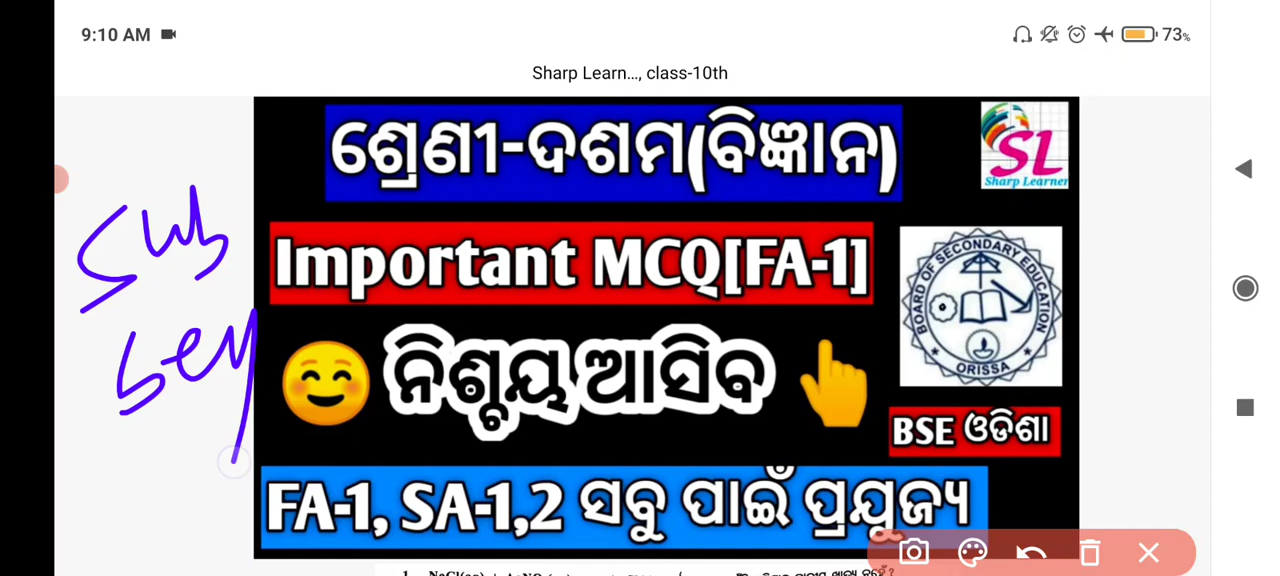 9:10 AM
73%
Sharp Learn..., class-10th
ଶ୍ରେଣୀ-ଦଶମ(ବିଜ୍ଞାନ)
SL
Sharp Learner
Important MCQ[FA-1]
BOARD OF SECONDARY EDUCATION
ORISSA
Sub
ନିଶ୍ଚୟ ଆସିବ
BSE ଓଡିଶା
FA-1, SA-1,2 ସବୁ ପାଇଁ ପ୍ରଯୁଜ୍ୟ